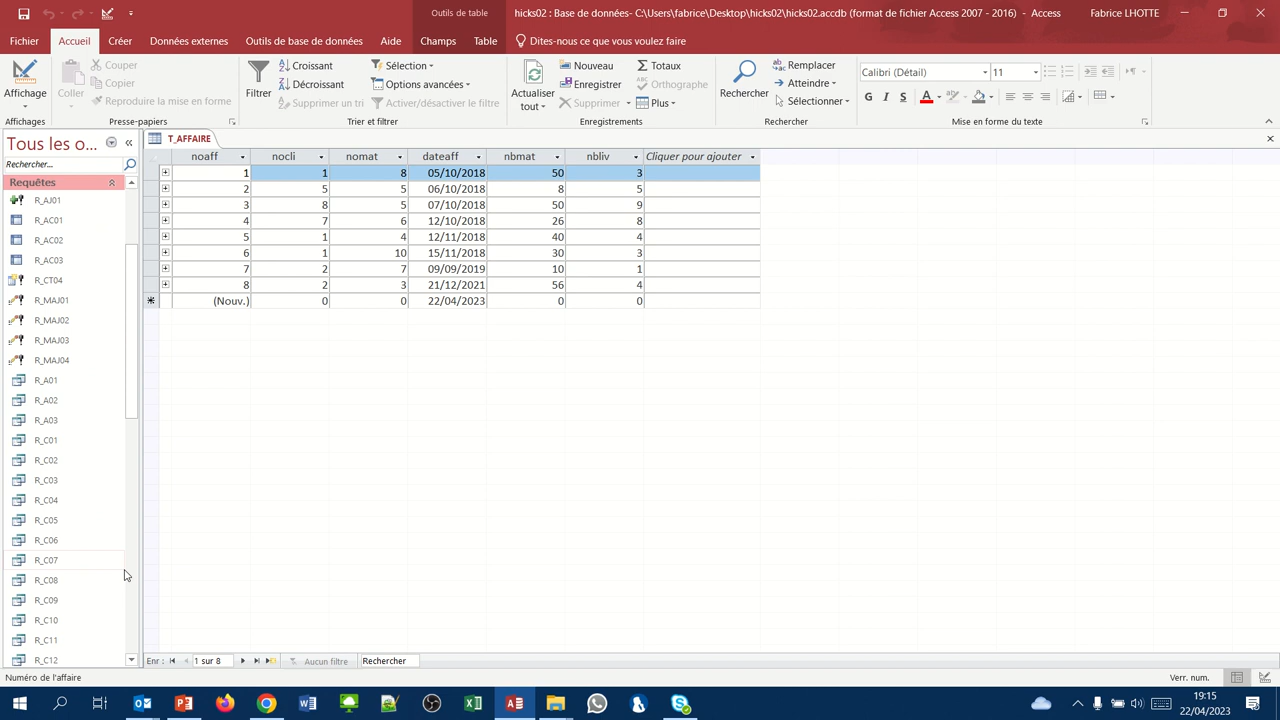 Outils de table
hicks02 : Base de données- C:\Users\fabrice\Desktop\hicks02\hicks02.accdb (format de fichier Access 2007 - 2016) - Access
Fabrice LHOTTE
Fichier Accueil Créer Données externes Outils de base de données Aide Champs Table Dites-nous ce que vous voulez faire
Affichage
Affichages
Coller
Couper
Copier
Reproduire la mise en forme
Presse-papiers
Filtrer
Croissant
Décroissant
Supprimer un tri
Sélection
Options avancées
Activer/désactiver le filtre
Trier et filtrer
Actualiser
tout
Nouveau
Enregistrer
Supprimer
Totaux
Orthographe
Plus
Enregistrements
Rechercher
Remplacer
Atteindre
Sélectionner
Rechercher
Calibri (Détail) 11
G I S A
Mise en forme du texte
Tous les o...
Rechercher...
Requêtes
R_AJ01
R_AC01
R_AC02
R_AC03
R_CT04
R_MAJ01
R_MAJ02
R_MAJ03
R_MAJ04
R_A01
R_A02
R_A03
R_C01
R_C02
R_C03
R_C04
R_C05
R_C06
R_C07
R_C08
R_C09
R_C10
R_C11
R_C12
T_AFFAIRE
noaff nocli nomat dateaff nbmat nbliv Cliquer pour ajouter
1 1 8 05/10/2018 50 3
2 5 5 06/10/2018 8 5
3 8 5 07/10/2018 50 9
4 7 6 12/10/2018 26 8
5 1 4 12/11/2018 40 4
6 1 10 15/11/2018 30 3
7 2 7 09/09/2019 10 1
8 2 3 21/12/2021 56 4
(Nouv.) 0 0 22/04/2023 0 0
Enr : 1 sur 8 Aucun filtre Rechercher
Numéro de l'affaire
Verr. num.
19:15
22/04/2023